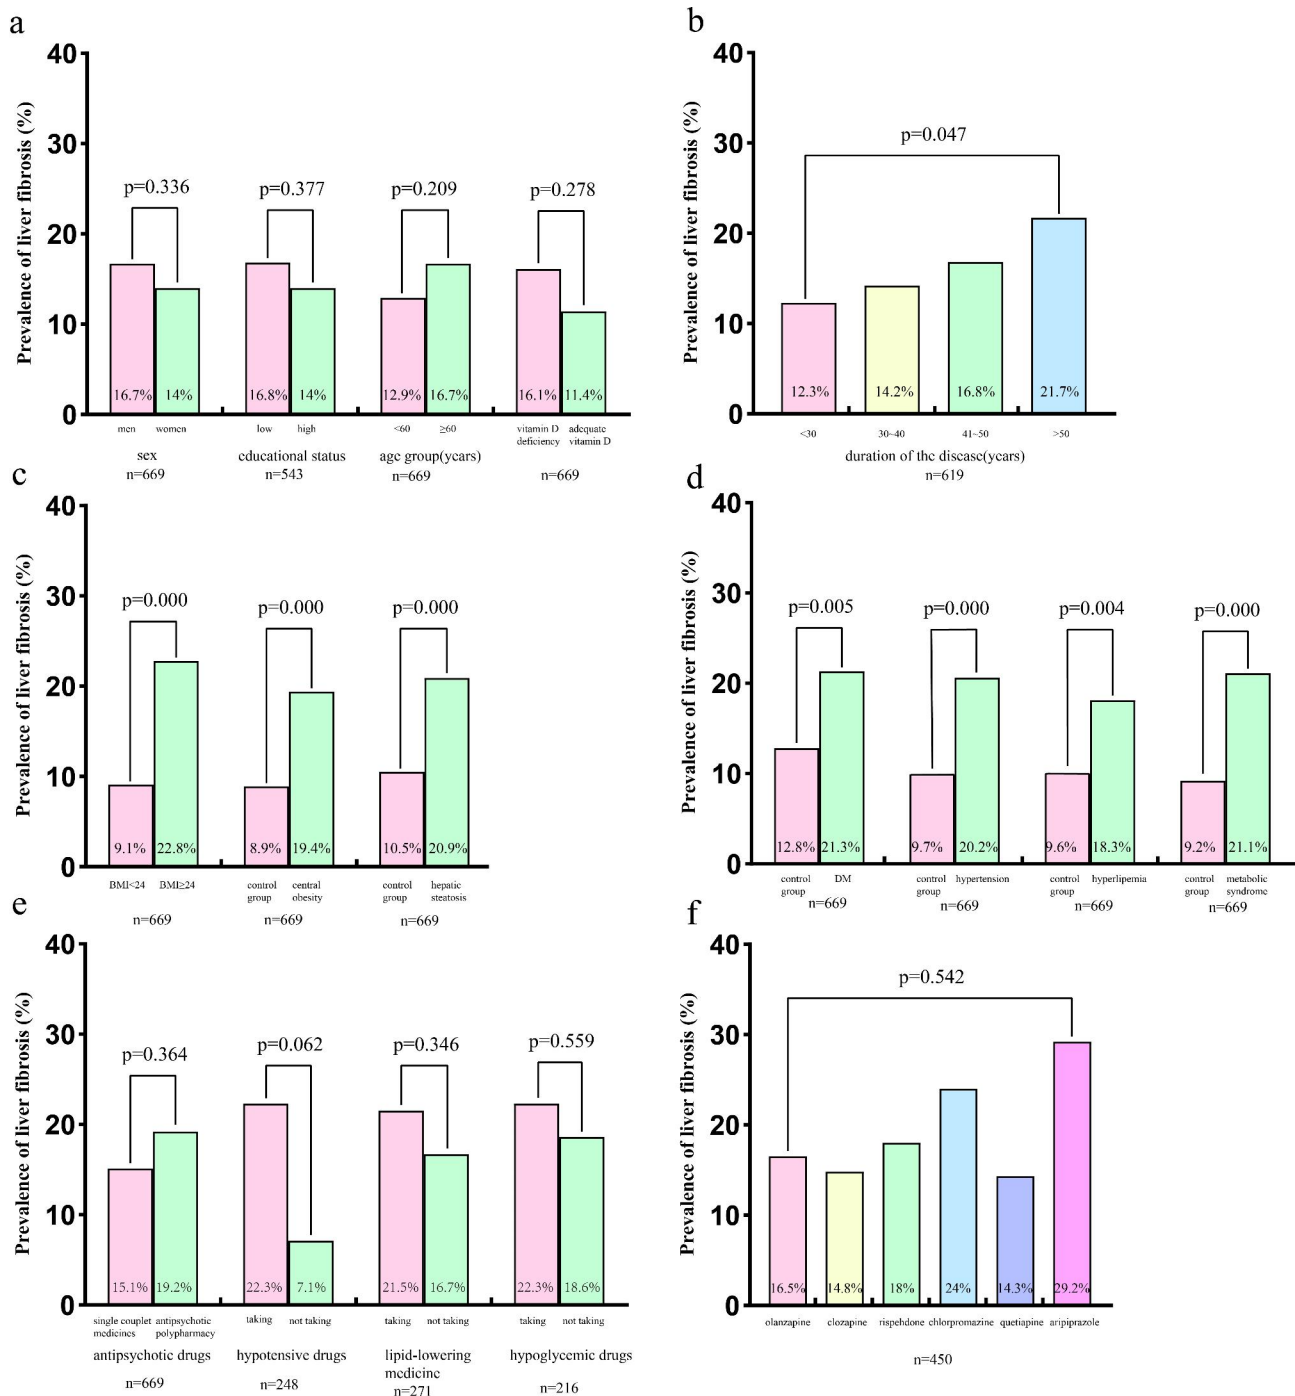 a
Prevalence of liver fibrosis (%)
40
30
20
10
0
p=0.336
p=0.377
p=0.209
p=0.278
16.7% 14% 16.8% 14% 12.9% 16.7% 16.1% 11.4%
men women low high <60 ≥60 vitamin D deficiency adequate vitamin D
sex educational status age group(years)
n=669 n=543 n=669 n=669
b
Prevalence of liver fibrosis (%)
40
30
20
10
0
p=0.047
12.3% 14.2% 16.8% 21.7%
<30 30~40 41~50 >50
duration of the disease(years)
n=619
c
Prevalence of liver fibrosis (%)
40
30
20
10
0
p=0.000
p=0.000
p=0.000
9.1% 22.8% 8.9% 19.4% 10.5% 20.9%
BMI<24 BMI≥24 control group central obesity control group hepatic steatosis
n=669 n=669 n=669
d
Prevalence of liver fibrosis (%)
40
30
20
10
0
p=0.005
p=0.000
p=0.004
p=0.000
12.8% 21.3% 9.7% 20.2% 9.6% 18.3% 9.2% 21.1%
control group DM control group hypertension control group hyperlipemia control group metabolic syndrome
n=669 n=669 n=669 n=669
e
Prevalence of liver fibrosis (%)
40
30
20
10
0
p=0.364
p=0.062
p=0.346
p=0.559
15.1% 19.2% 22.3% 7.1% 21.5% 16.7% 22.3% 18.6%
single couplet medicines antipsychotic polypharmacy taking not taking taking not taking taking not taking
antipsychotic drugs hypotensive drugs lipid-lowering medicine hypoglycemic drugs
n=669 n=248 n=271 n=216
f
Prevalence of liver fibrosis (%)
40
30
20
10
0
p=0.542
16.5% 14.8% 18% 24% 14.3% 29.2%
olanzapine clozapine rispehdone chlorpromazine quetiapine aripiprazole
n=450